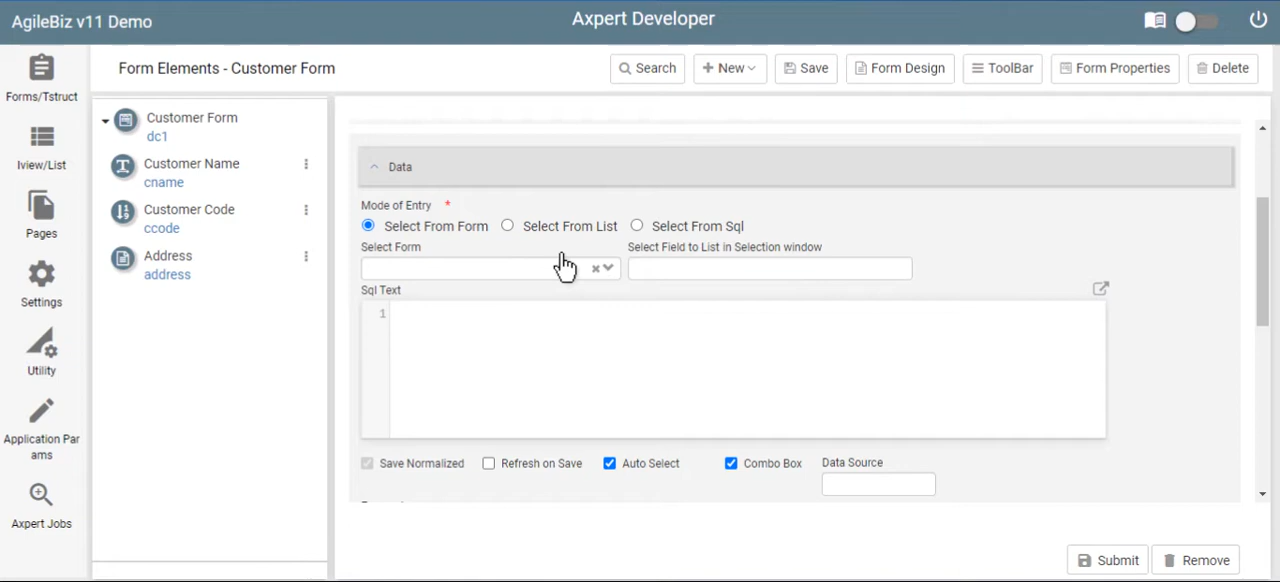 AgileBiz v11 Demo
Axpert Developer
Forms/Tstruct
Iview/List
Pages
Settings
Utility
Application Par
ams
Axpert Jobs
Form Elements - Customer Form
Search
New
Save
Form Design
ToolBar
Form Properties
Delete
Customer Form
dc1
Customer Name
cname
Customer Code
ccode
Address
address
Data
Mode of Entry *
Select From Form Select From List Select From Sql
Select Form Select Field to List in Selection window
Sql Text
1
Save Normalized Refresh on Save Auto Select Combo Box Data Source
Submit Remove